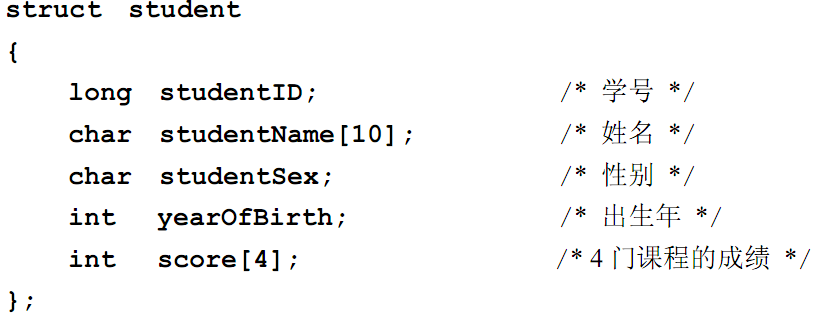 struct student
{
long studentID; /* 学号 */
char studentName[10]; /* 姓名 */
char studentSex; /* 性别 */
int yearOfBirth; /* 出生年 */
int score[4]; /*4 门课程的成绩 */
};